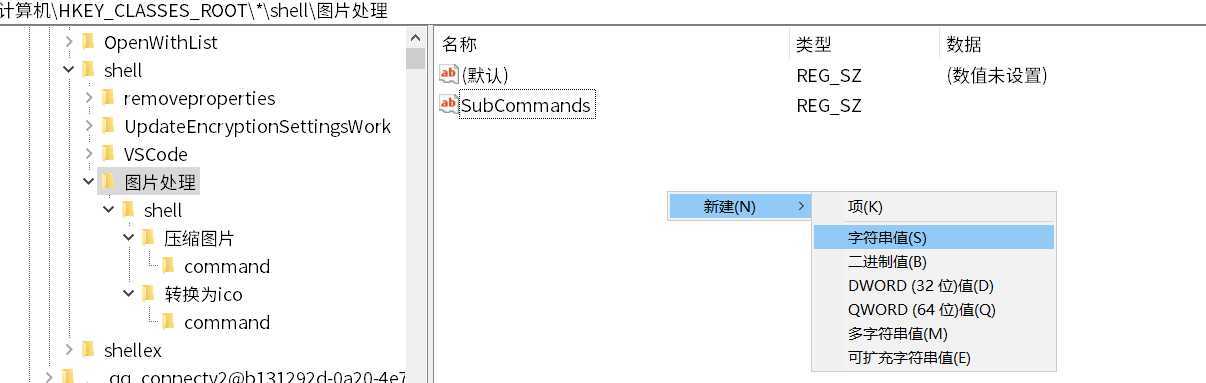 计算机\HKEY_CLASSES_ROOT\*\shell\图片处理
OpenWithList
shell
removeproperties
UpdateEncryptionSettingsWork
VSCode
图片处理
shell
压缩图片
command
转换为ico
command
shellex
_qq_connectv2@b131292d-0a20-4e7
名称 类型 数据
(默认) REG_SZ (数值未设置)
SubCommands REG_SZ
新建(N)
项(K)
字符串值(S)
二进制值(B)
DWORD (32 位)值(D)
QWORD (64 位)值(Q)
多字符串值(M)
可扩充字符串值(E)